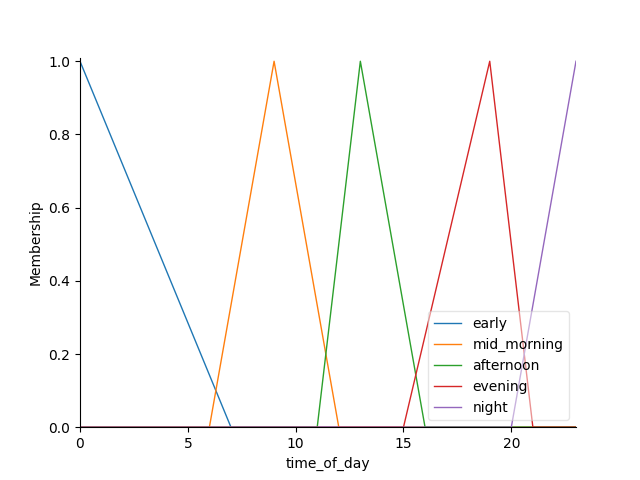 1.0
0.8
0.6
0.4
0.2
0.0
Membership
0 5 10 15 20
time_of_day
early
mid_morning
afternoon
evening
night